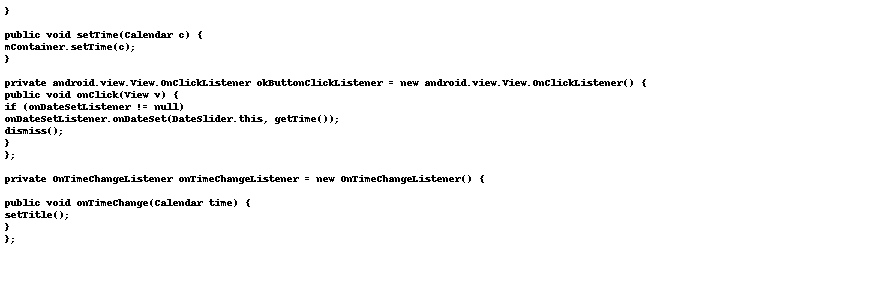 }
public void setTime(Calendar c) {
mContainer.setTime(c);
}
private android.view.View.OnClickListener okButtonClickListener = new android.view.View.OnClickListener() {
public void onClick(View v) {
if (onDateSetListener != null)
onDateSetListener.onDateSet(DateSlider.this, getTime());
dismiss();
}
};
private OnTimeChangeListener onTimeChangeListener = new OnTimeChangeListener() {
public void onTimeChange(Calendar time) {
setTitle();
}
};